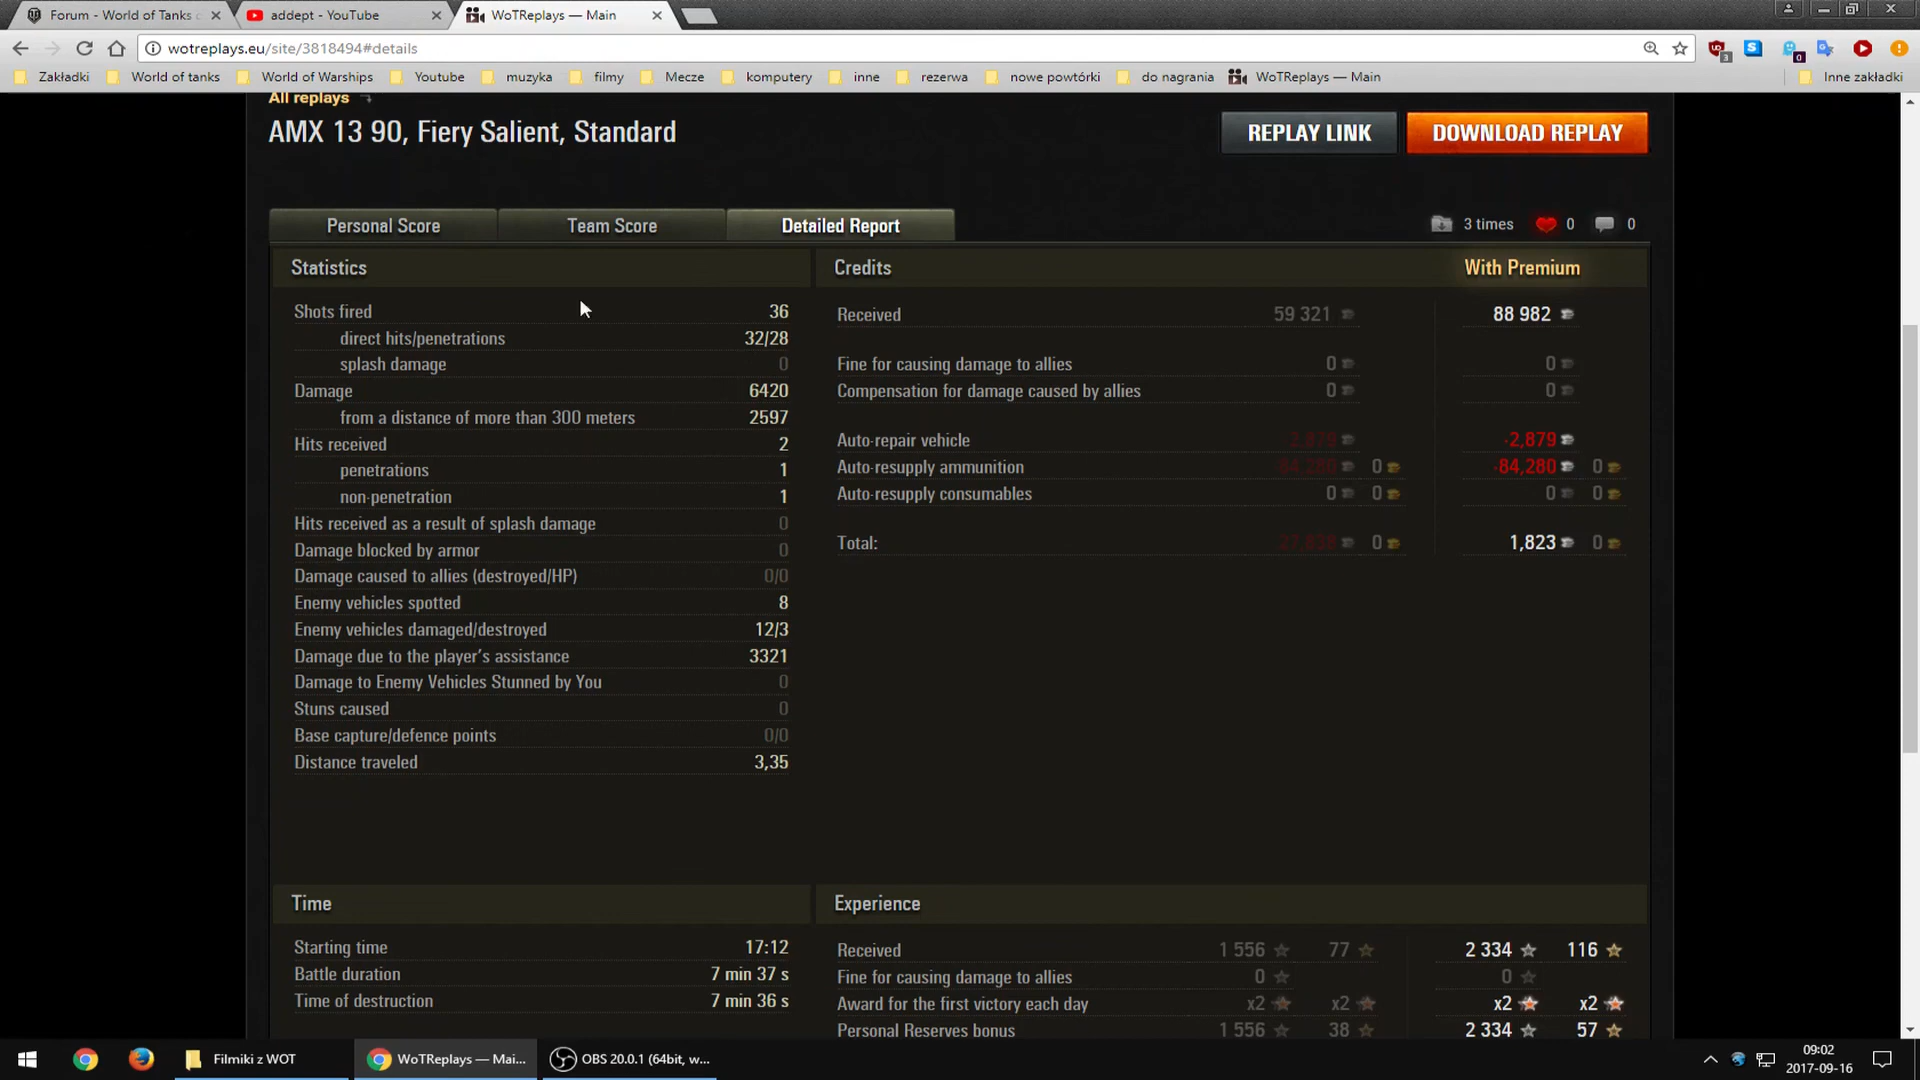 Forum - World of Tanks
addept - YouTube
WoTReplays — Main
wotreplays.eu/site/3818494#details
Zakładki
World of tanks
World of Warships
Youtube
muzyka
filmy
Mecze
komputery
inne
rezerwa
nowe powtórki
do nagrania
WoTReplays — Main
Inne zakładki
All replays
AMX 13 90, Fiery Salient, Standard
REPLAY LINK
DOWNLOAD REPLAY
Personal Score
Team Score
Detailed Report
3 times
0
0
Statistics
Shots fired 36
direct hits/penetrations 32/28
splash damage 0
Damage 6420
from a distance of more than 300 meters 2597
Hits received 2
penetrations 1
non-penetration 1
Hits received as a result of splash damage 0
Damage blocked by armor 0
Damage caused to allies (destroyed/HP) 0/0
Enemy vehicles spotted 8
Enemy vehicles damaged/destroyed 12/3
Damage due to the player's assistance 3321
Damage to Enemy Vehicles Stunned by You 0
Stuns caused 0
Base capture/defence points 0/0
Distance traveled 3,35
Credits With Premium
Received 59 321 88 982
Fine for causing damage to allies 0 0
Compensation for damage caused by allies 0 0
Auto-repair vehicle -2,879 -2,879
Auto-resupply ammunition -84,280 0 -84,280 0
Auto-resupply consumables 0 0 0 0
Total: -27,838 0 1,823 0
Time
Starting time 17:12
Battle duration 7 min 37 s
Time of destruction 7 min 36 s
Experience
Received 1 556 77 2 334 116
Fine for causing damage to allies 0 0
Award for the first victory each day x2 x2 x2 x2
Personal Reserves bonus 1 556 38 2 334 57
Filmiki z WOT
WoTReplays — Mai...
OBS 20.0.1 (64bit, w...
09:02
2017-09-16